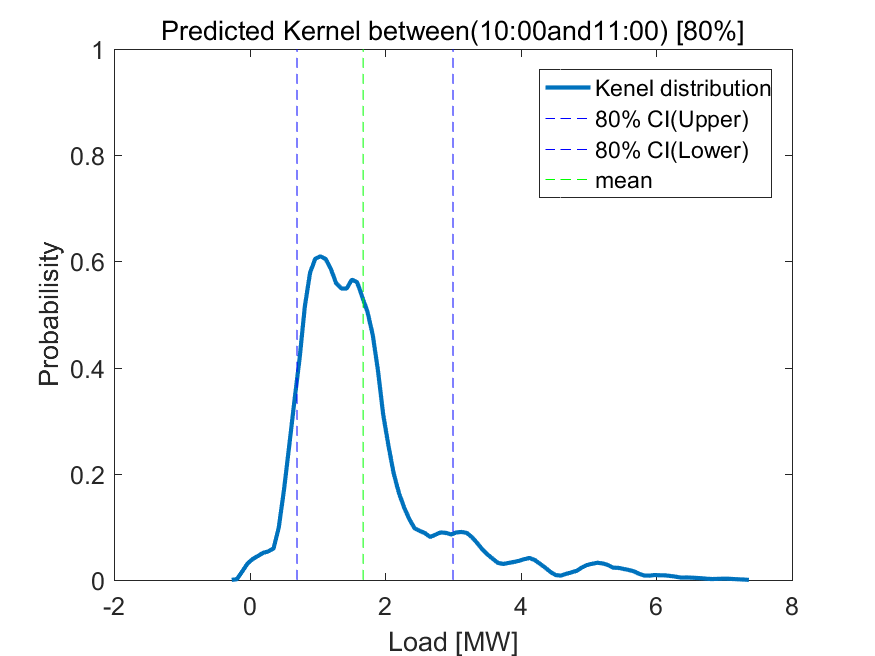 Predicted Kernel between(10:00and11:00) [80%]
1
0.8
0.6
0.4
0.2
0
Probabilisity
Kenel distribution
80% CI(Upper)
80% CI(Lower)
mean
-2 0 2 4 6 8
Load [MW]